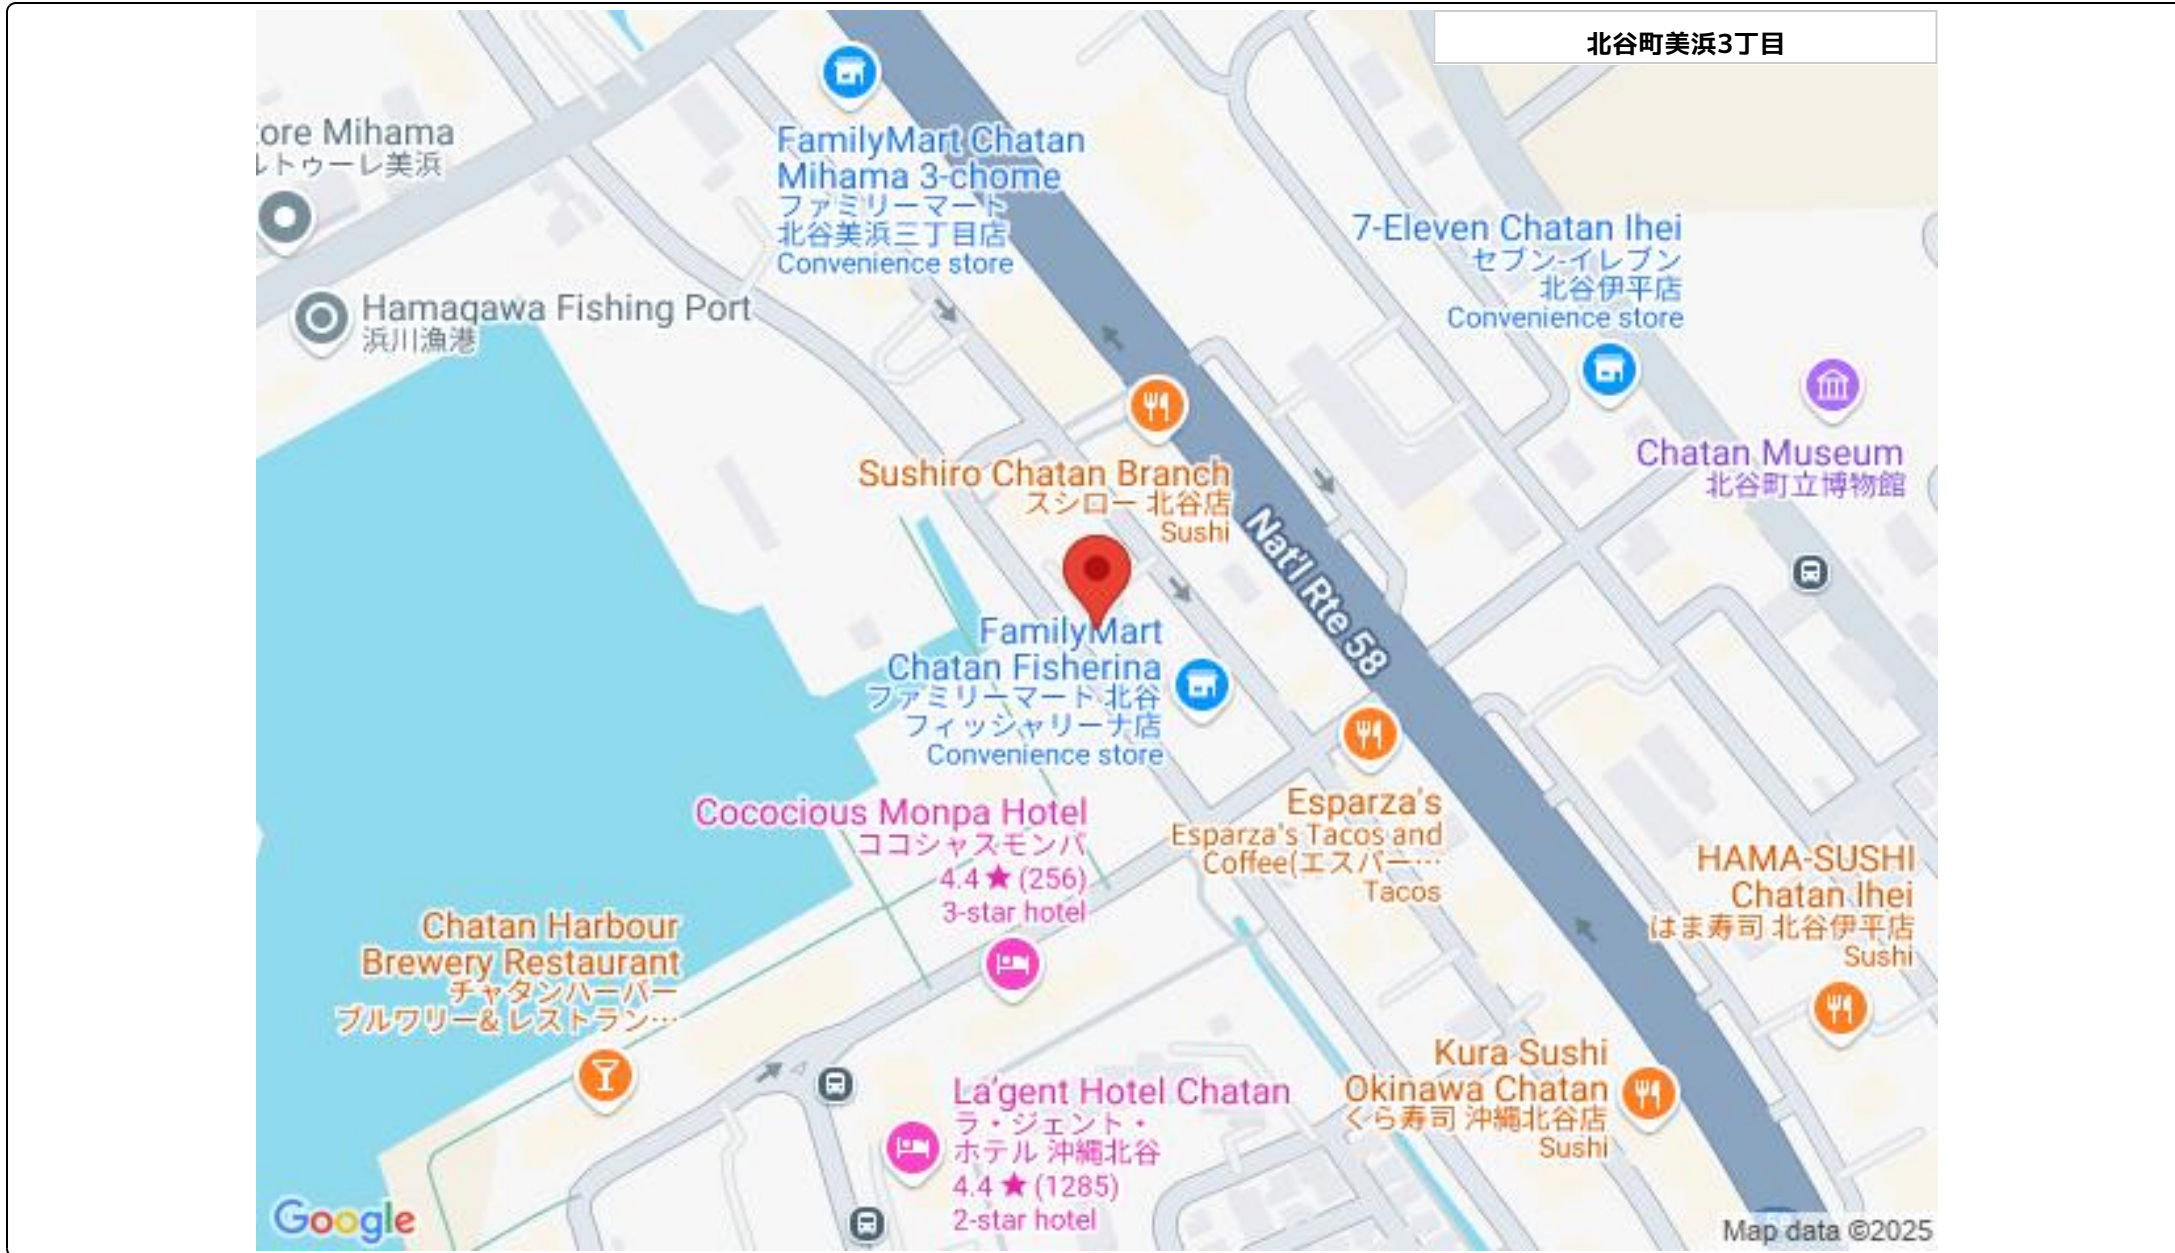 北谷町美浜3丁目
ore Mihama
ルトゥーレ美浜
FamilyMart Chatan
Mihama 3-chome
ファミリーマート
北谷美浜三丁目店
Convenience store
7-Eleven Chatan Ihei
セブン-イレブン
北谷伊平店
Convenience store
Hamagawa Fishing Port
浜川漁港
Chatan Museum
北谷町立博物館
Sushiro Chatan Branch
スシロー 北谷店
Sushi
Nat'l Rte 58
FamilyMart
Chatan Fisherina
ファミリーマート 北谷
フィッシャリーナ店
Convenience store
Cococious Monpa Hotel
ココシャスモンパ
4.4★(256)
3-star hotel
Esparza's
Esparza's Tacos and
Coffee(エスパー…
Tacos
HAMA-SUSHI
Chatan Ihei
はま寿司 北谷伊平店
Sushi
Chatan Harbour
Brewery Restaurant
チャタンハーバー
ブルワリー&レストラン…
Kura Sushi
Okinawa Chatan
くら寿司 沖縄北谷店
Sushi
La'gent Hotel Chatan
ラ・ジェント・
ホテル 沖縄北谷
4.4★(1285)
2-star hotel
Google
Map data ©2025